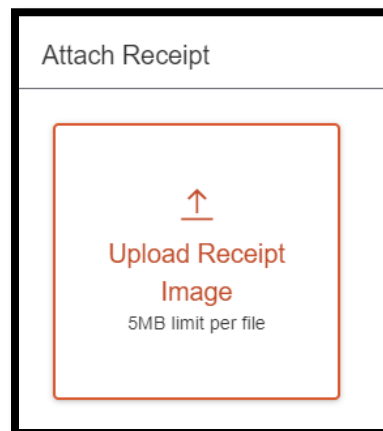 Attach Receipt
Upload Receipt
Image
5MB limit per file